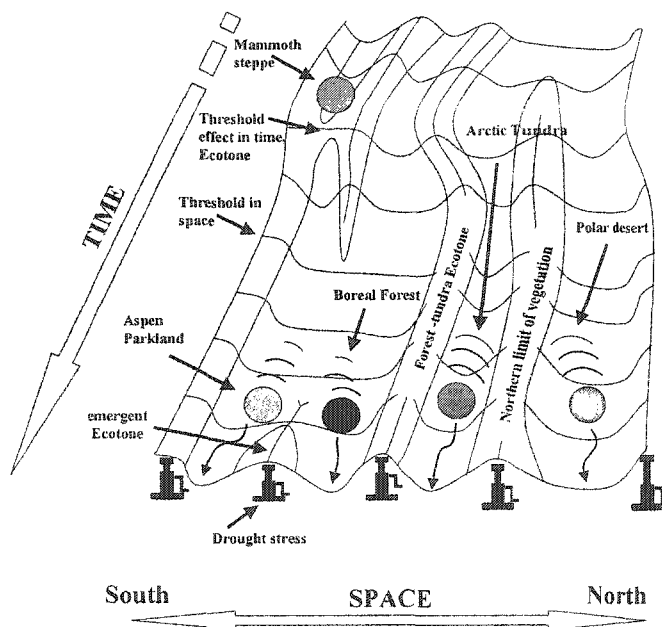 Mammoth
steppe
Threshold
effect in time,
Ecotone
Arctic Tundra
Threshold in
space
TIME
Polar desert
Boreal Forest
Forest -tundra Ecotone
Northern limit of vegetation
Aspen
Parkland
emergent
Ecotone
Drought stress
South
SPACE
North